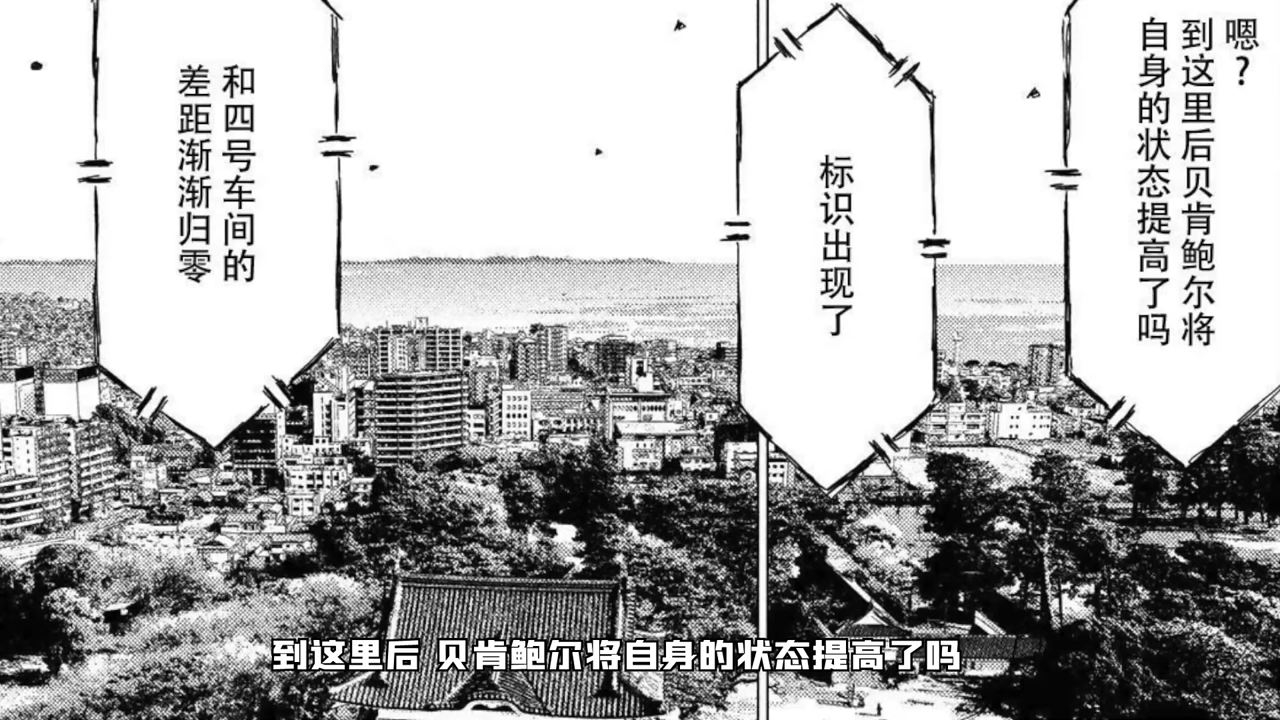 嗯？
到这里后贝肯鲍尔将
自身的状态提高了吗
标识出现了
和四号车间的
差距渐渐归零
到这里后 贝肯鲍尔将自身的状态提高了吗